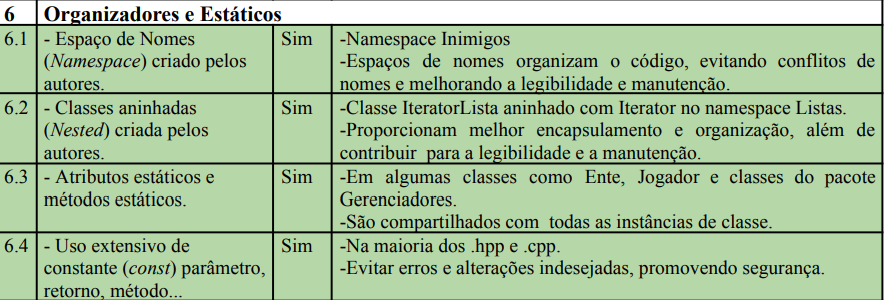 6 Organizadores e Estáticos
6.1 - Espaço de Nomes (Namespace) criado pelos autores. Sim -Namespace Inimigos
-Espaços de nomes organizam o código, evitando conflitos de nomes e melhorando a legibilidade e manutenção.
6.2 - Classes aninhadas (Nested) criada pelos autores. Sim -Classe IteratorLista aninhado com Iterator no namespace Listas.
-Proporcionam melhor encapsulamento e organização, além de contribuir para a legibilidade e a manutenção.
6.3 - Atributos estáticos e métodos estáticos. Sim -Em algumas classes como Ente, Jogador e classes do pacote Gerenciadores.
-São compartilhados com todas as instâncias de classe.
6.4 - Uso extensivo de constante (const) parâmetro, retorno, método... Sim -Na maioria dos .hpp e .cpp.
-Evitar erros e alterações indesejadas, promovendo segurança.